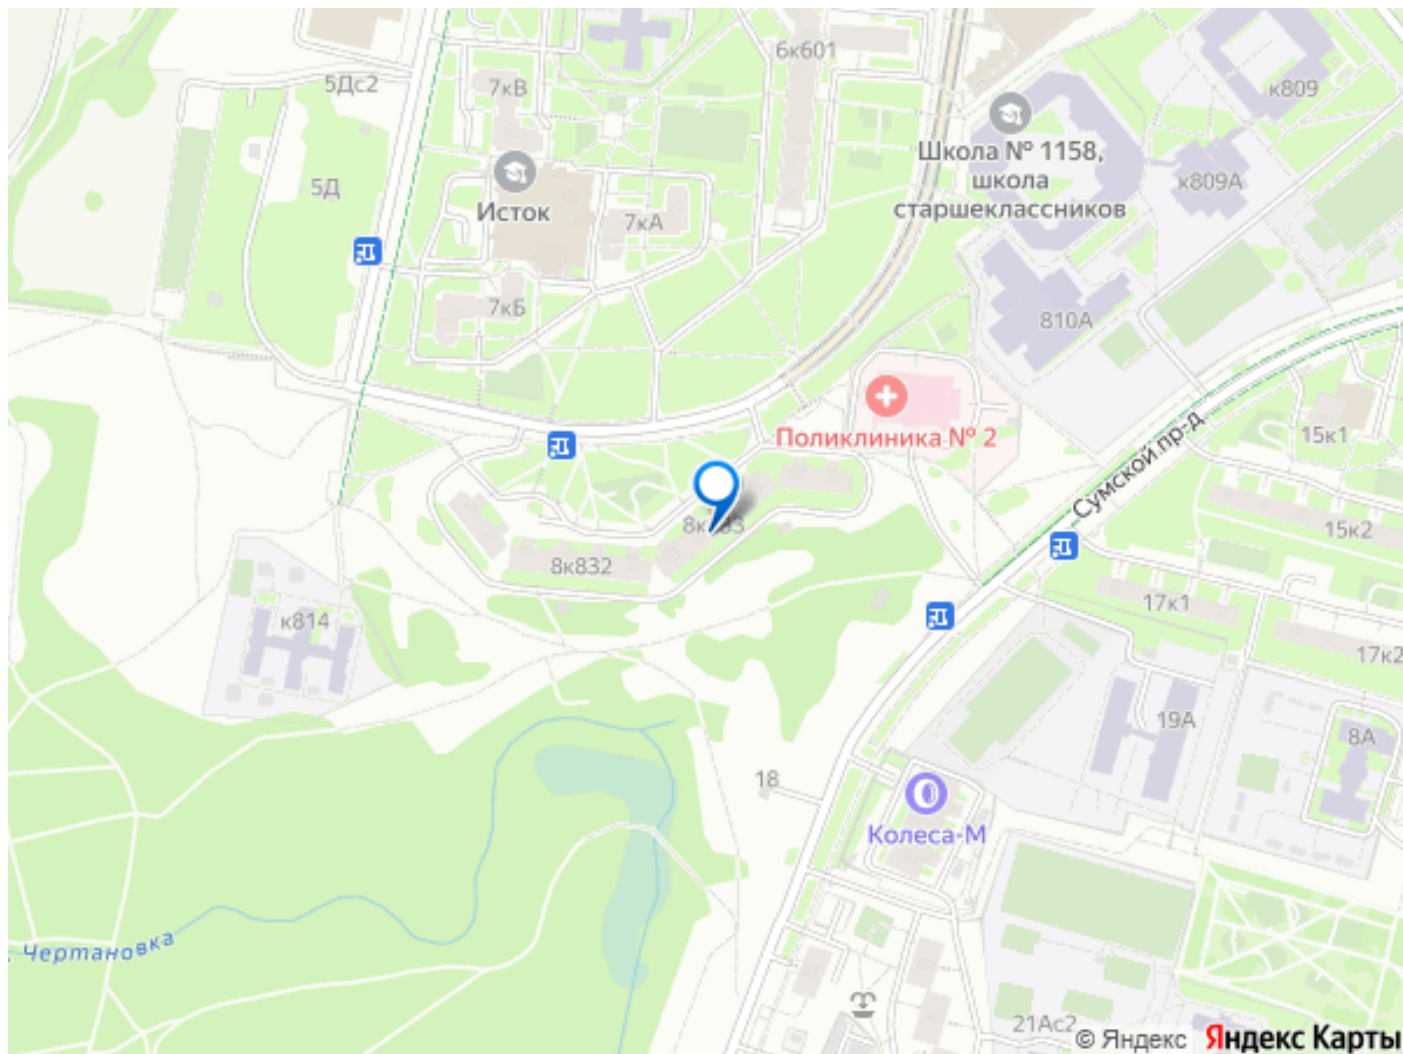 6к601
к809
5Дс2
7кВ
Школа № 1158,
школа
старшеклассников
к809А
5Д
Исток
7кА
7кБ
810А
Поликлиника № 2
15к1
Сумской пр-д
15к2
8к832
17к1
к814
17к2
19А
8А
18
Колеса-М
Чертановка
21Ас2
© Яндекс
Яндекс Карты